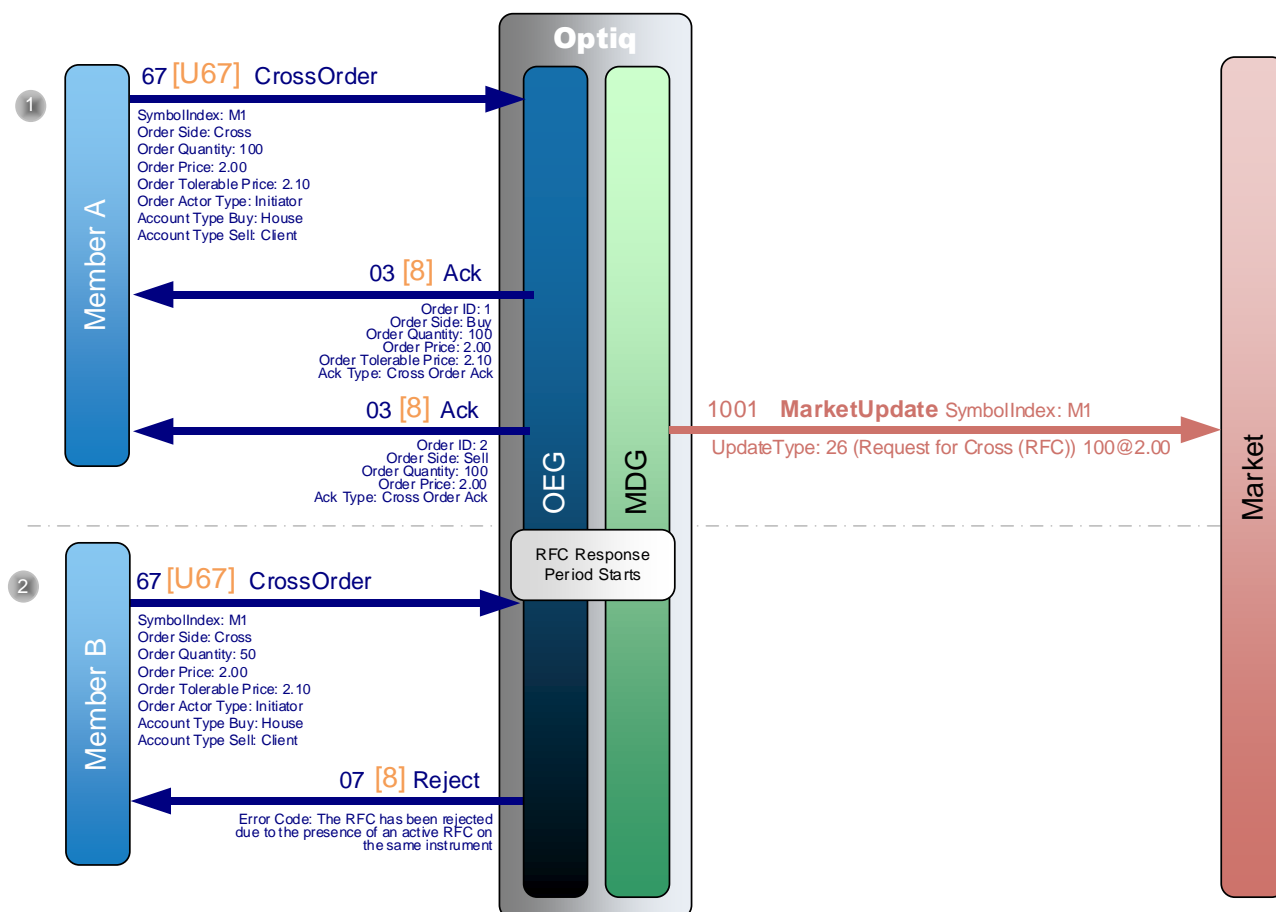 Optiq
1
Member A
67 [U67] CrossOrder
SymbolIndex: M1
Order Side: Cross
Order Quantity: 100
Order Price: 2.00
Order Tolerable Price: 2.10
Order Actor Type: Initiator
Account Type Buy: House
Account Type Sell: Client
03 [8] Ack
Order ID: 1
Order Side: Buy
Order Quantity: 100
Order Price: 2.00
Order Tolerable Price: 2.10
Ack Type: Cross Order Ack
03 [8] Ack
Order ID: 2
Order Side: Sell
Order Quantity: 100
Order Price: 2.00
Ack Type: Cross Order Ack
OEG
MDG
1001 MarketUpdate SymbolIndex: M1
UpdateType: 26 (Request for Cross (RFC)) 100@2.00
Market
RFC Response
Period Starts
2
Member B
67 [U67] CrossOrder
SymbolIndex: M1
Order Side: Cross
Order Quantity: 50
Order Price: 2.00
Order Tolerable Price: 2.10
Order Actor Type: Initiator
Account Type Buy: House
Account Type Sell: Client
07 [8] Reject
Error Code: The RFC has been rejected
due to the presence of an active RFC on
the same instrument